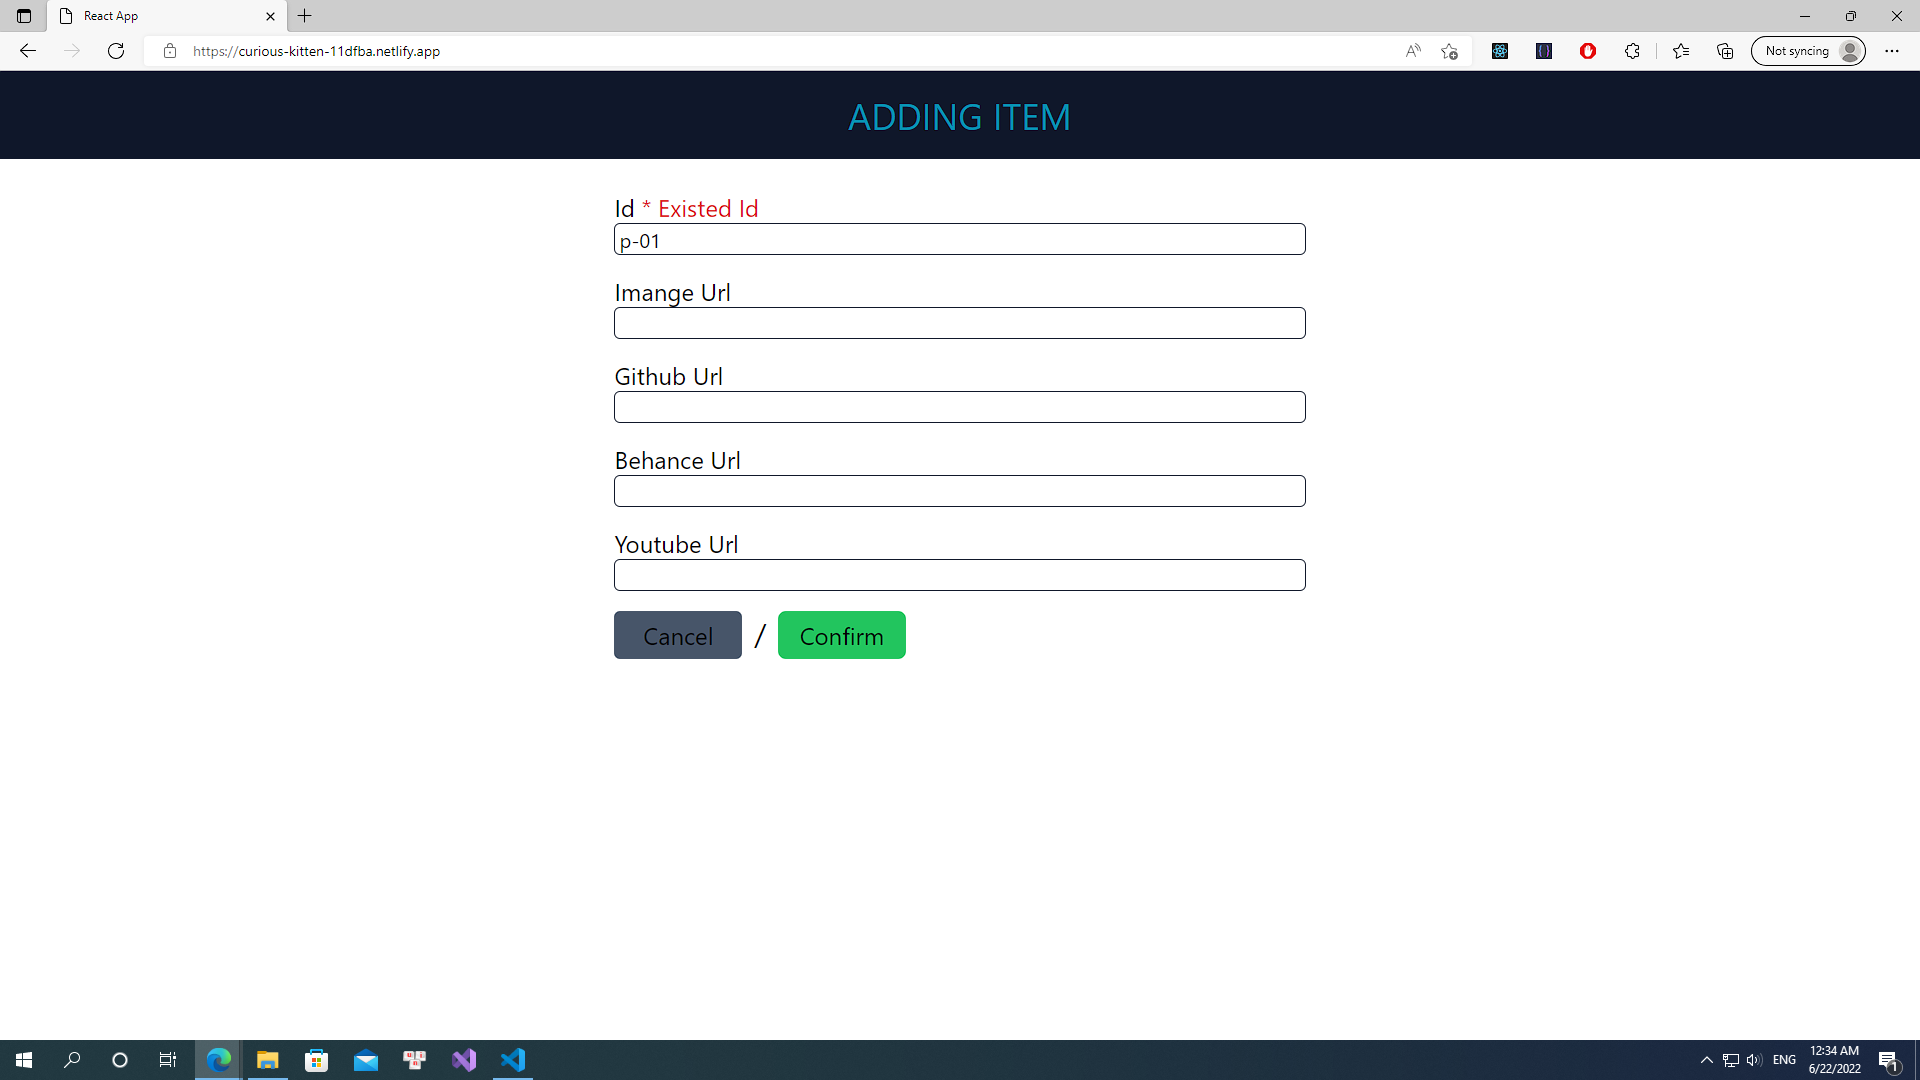 React App
https://curious-kitten-11dfba.netlify.app
Not syncing
ADDING ITEM
Id * Existed Id
p-01
Imange Url
Github Url
Behance Url
Youtube Url
Cancel / Confirm
ENG
12:34 AM
6/22/2022
1